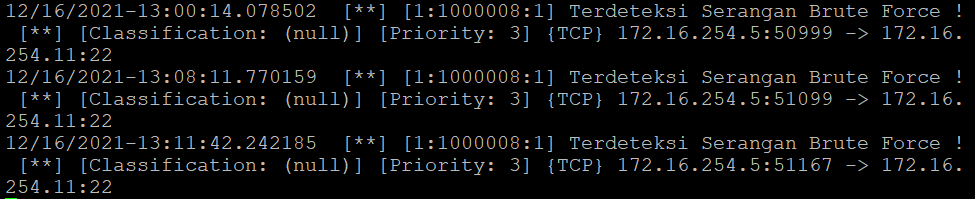 12/16/2021-13:00:14.078502  [**] [1:1000008:1] Terdeteksi Serangan Brute Force !
 [**] [Classification: (null)] [Priority: 3] {TCP} 172.16.254.5:50999 -> 172.16.
254.11:22
12/16/2021-13:08:11.770159  [**] [1:1000008:1] Terdeteksi Serangan Brute Force !
 [**] [Classification: (null)] [Priority: 3] {TCP} 172.16.254.5:51099 -> 172.16.
254.11:22
12/16/2021-13:11:42.242185  [**] [1:1000008:1] Terdeteksi Serangan Brute Force !
 [**] [Classification: (null)] [Priority: 3] {TCP} 172.16.254.5:51167 -> 172.16.
254.11:22